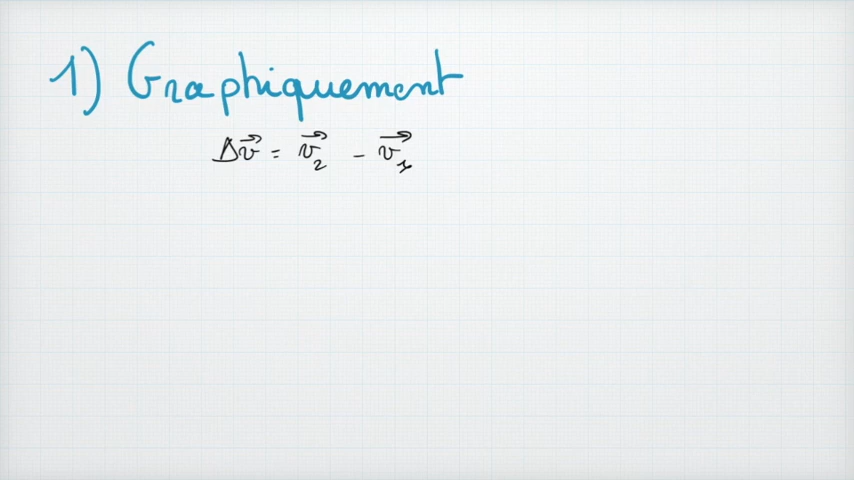 1) Graphiquement
Δv⃗ = v⃗₂ - v⃗₁